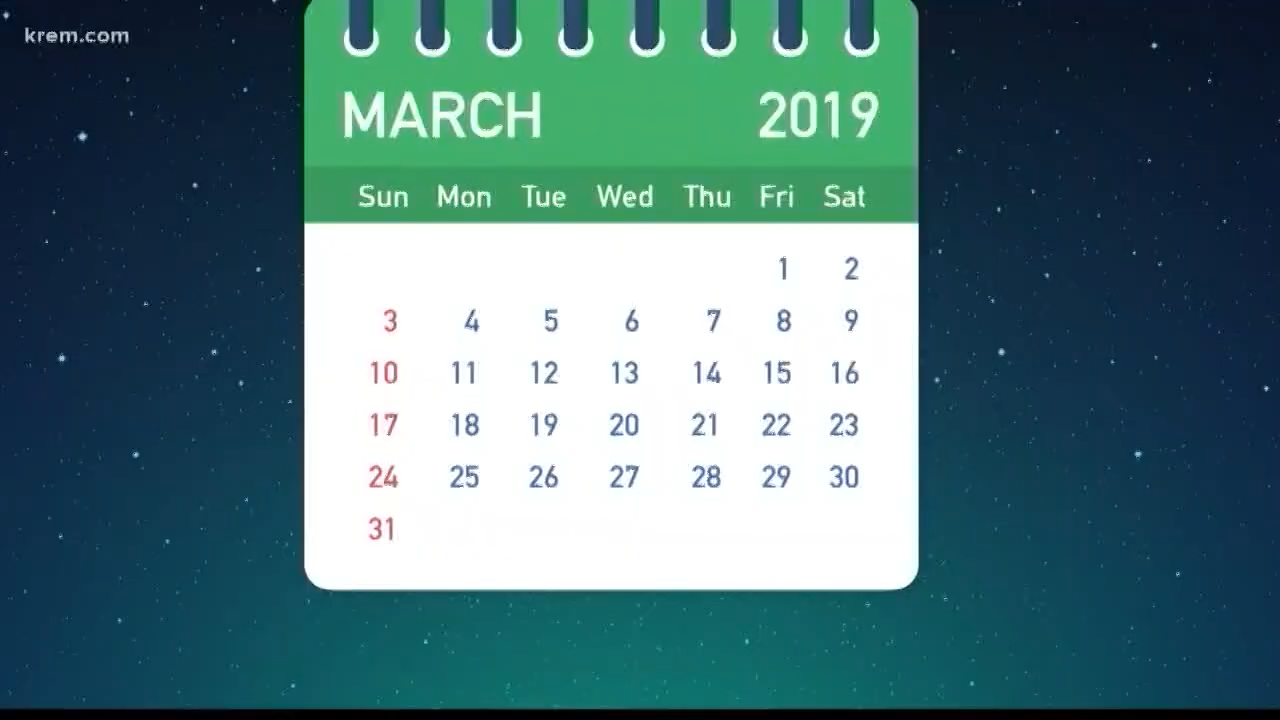 krem.com
MARCH 2019
Sun Mon Tue Wed Thu Fri Sat
1 2
3 4 5 6 7 8 9
10 11 12 13 14 15 16
17 18 19 20 21 22 23
24 25 26 27 28 29 30
31